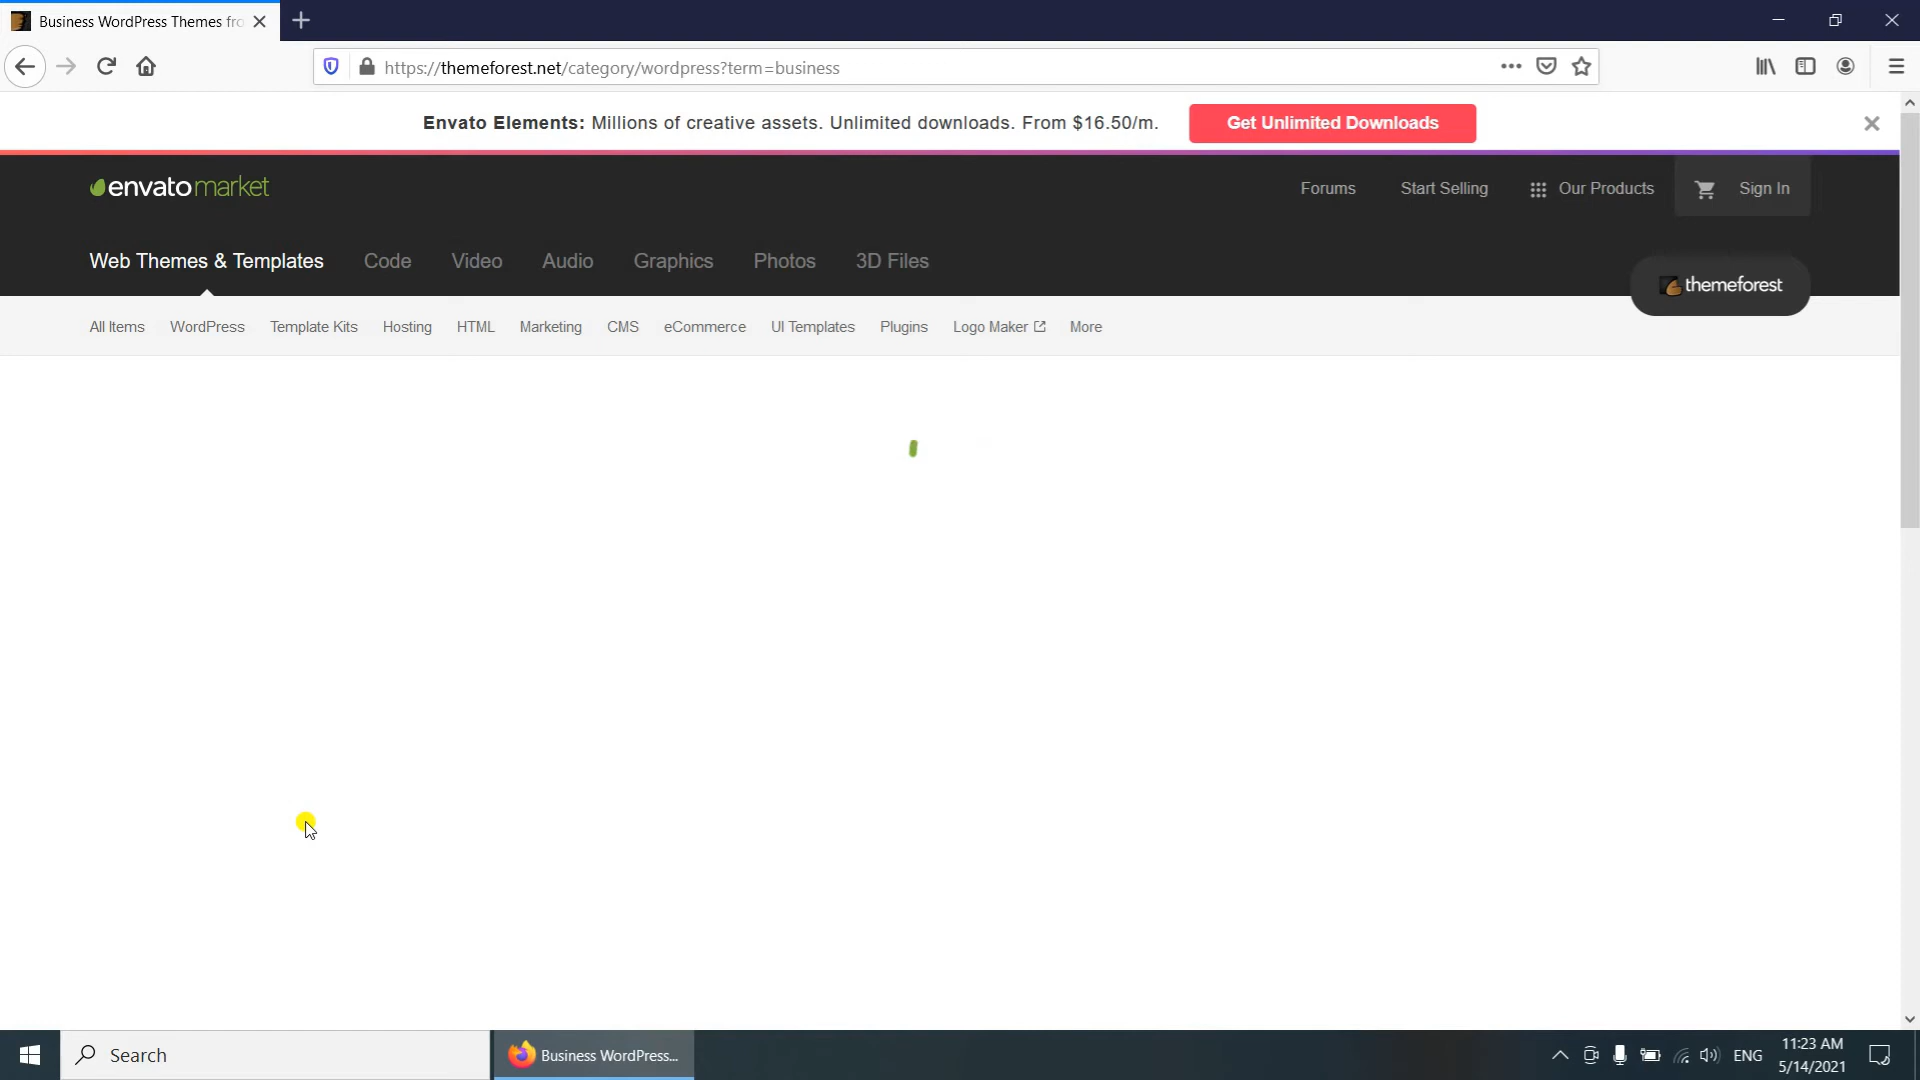 Business WordPress Themes fro
https://themeforest.net/category/wordpress?term=business
Envato Elements: Millions of creative assets. Unlimited downloads. From $16.50/m.
Get Unlimited Downloads
envatomarket
Forums
Start Selling
Our Products
Sign In
Web Themes & Templates
Code
Video
Audio
Graphics
Photos
3D Files
themeforest
All Items
WordPress
Template Kits
Hosting
HTML
Marketing
CMS
eCommerce
UI Templates
Plugins
Logo Maker
More
Search
Business WordPress...
ENG
11:23 AM
5/14/2021